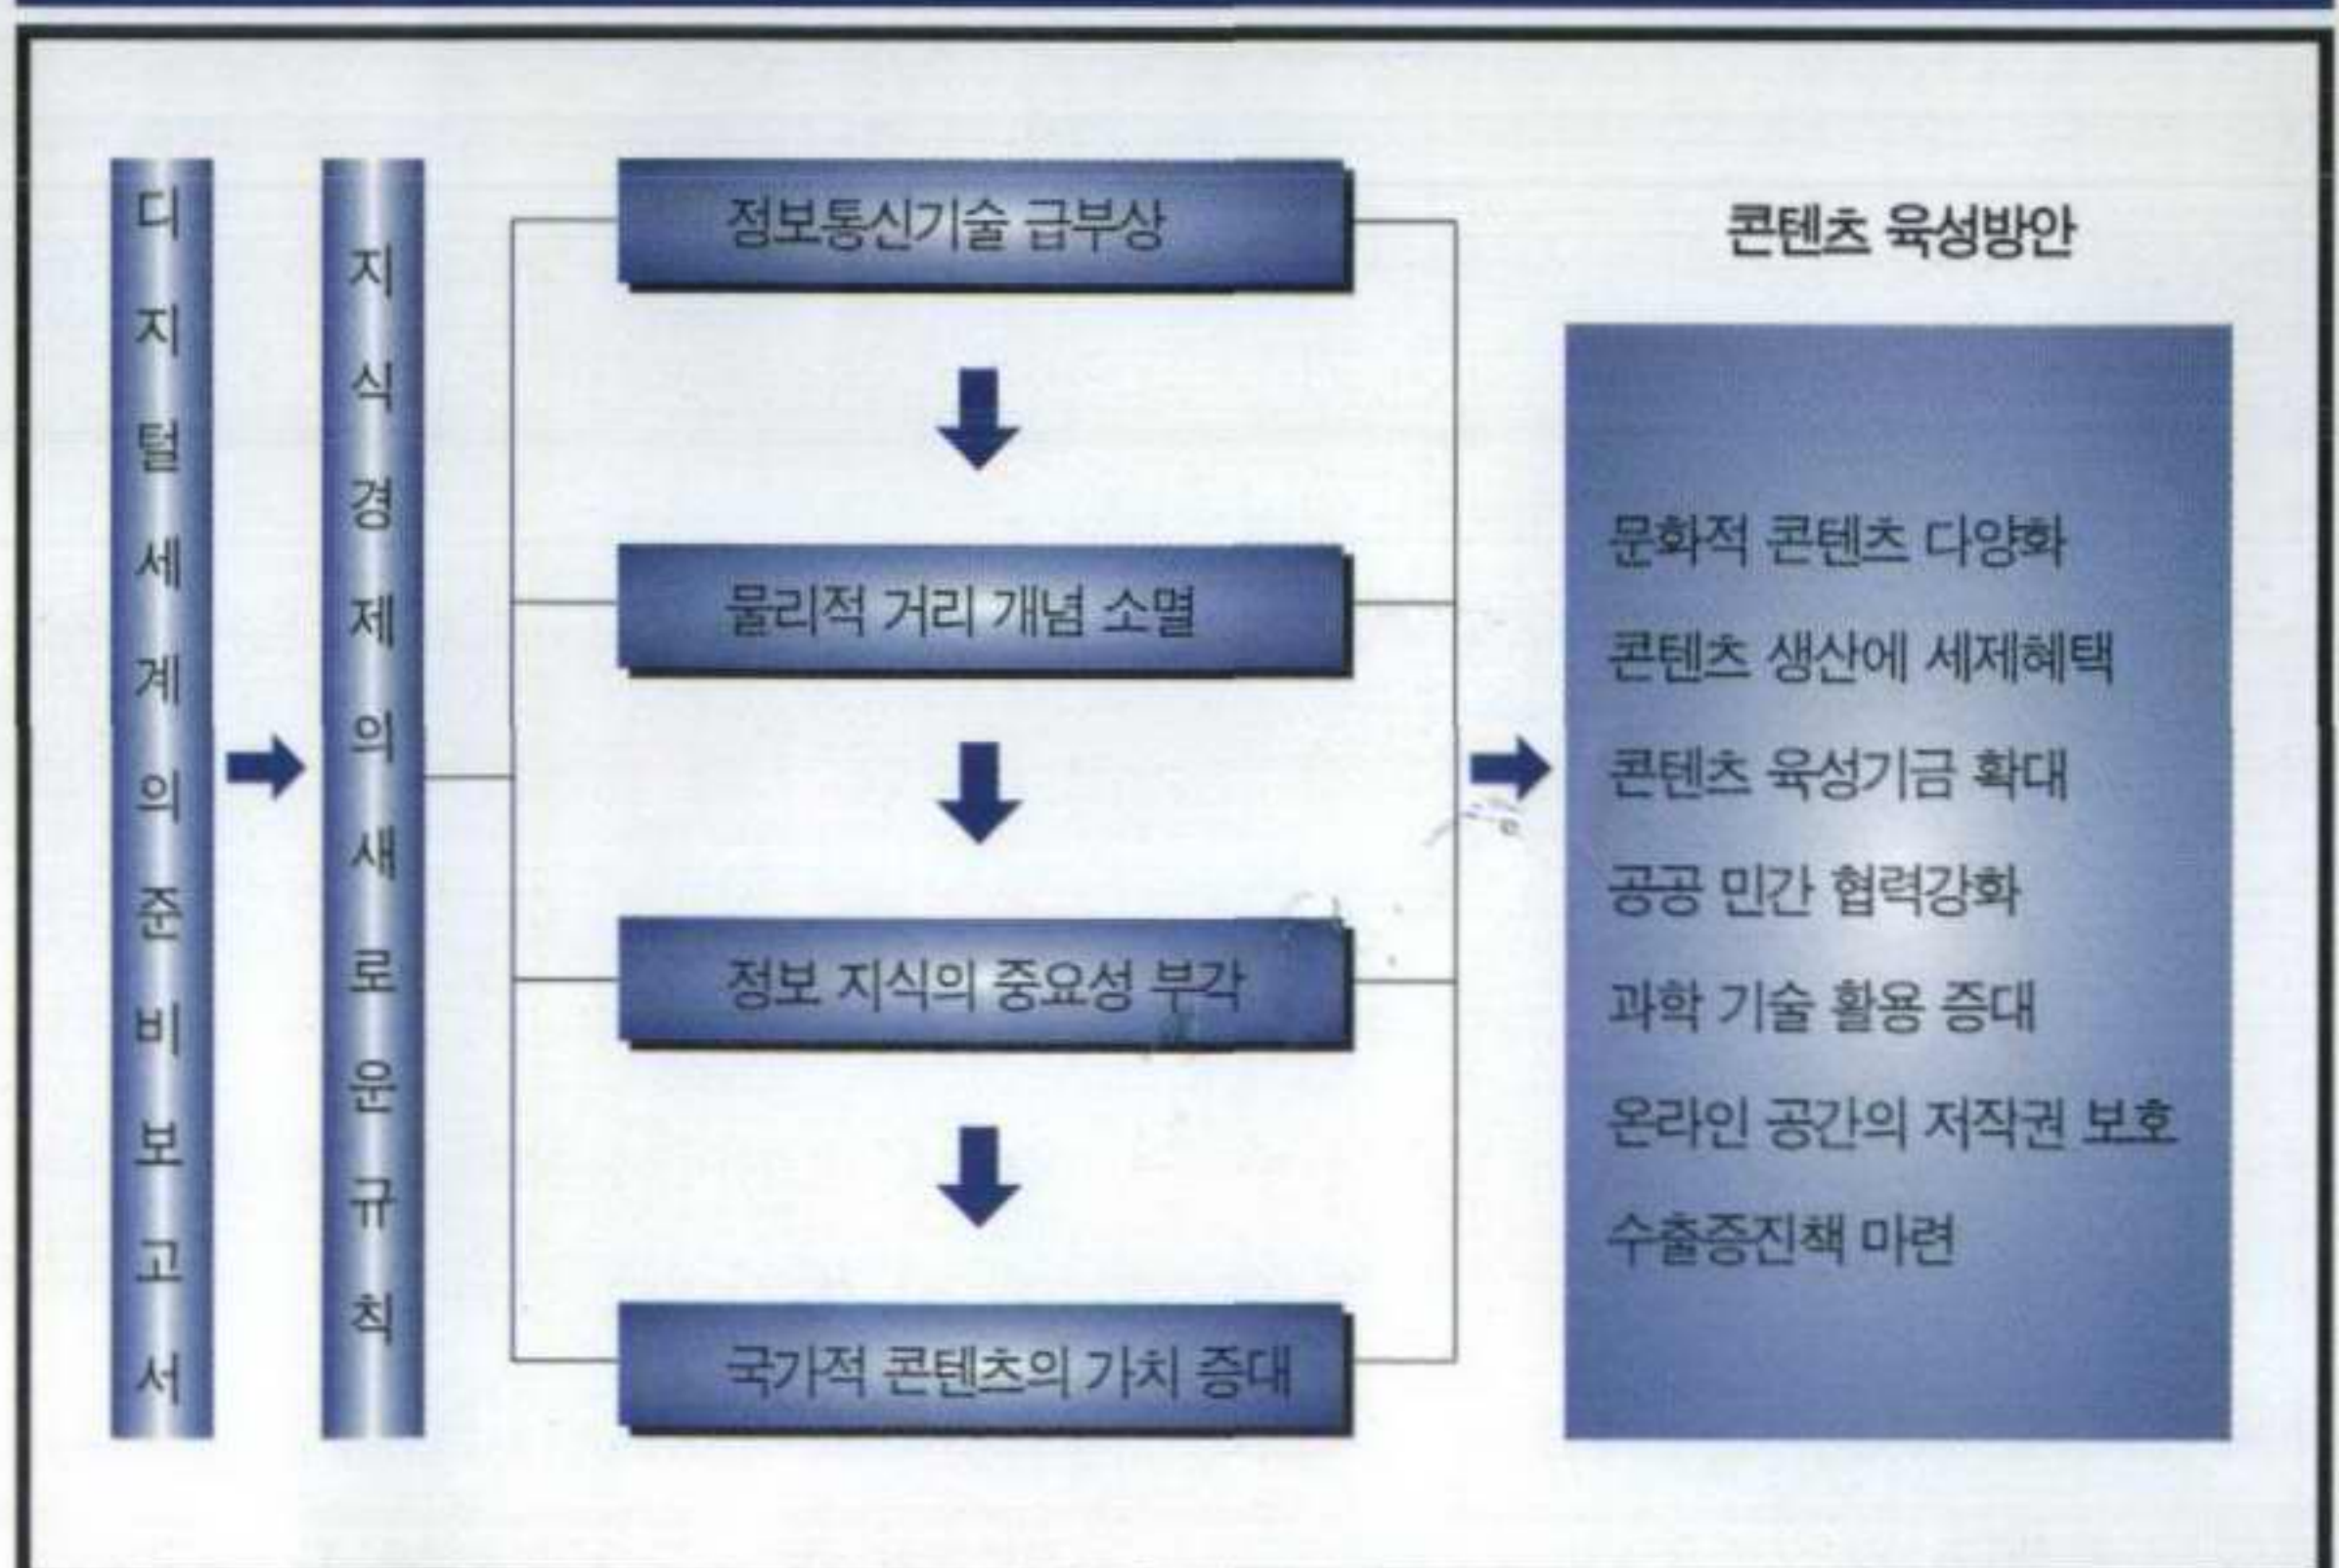 디지털세계의준비보고서
지식경제의새로운규칙
정보통신기술 급부상
물리적 거리 개념 소멸
정보 지식의 중요성 부각
국가적 콘텐츠의 가치 증대
콘텐츠 육성방안
문화적 콘텐츠 다양화
콘텐츠 생산에 세제혜택
콘텐츠 육성기금 확대
공공 민간 협력강화
과학 기술 활용 증대
온라인 공간의 저작권 보호
수출증진책 마련